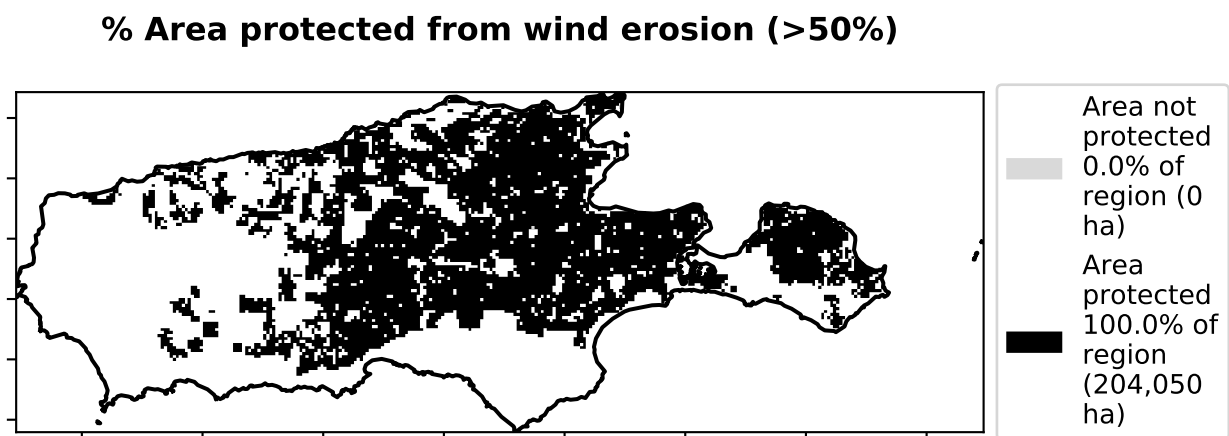 % Area protected from wind erosion (>50%)
Area not
protected
0.0% of
region (0
ha)
Area
protected
100.0% of
region
(204,050
ha)